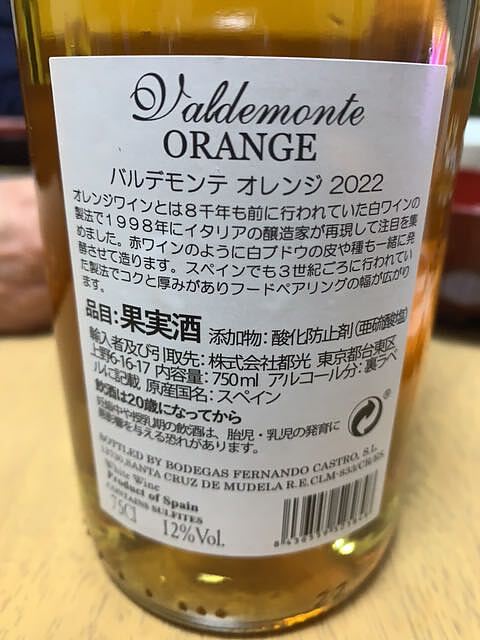 Valdemonte
ORANGE
バルデモンテ オレンジ 2022
オレンジワインとは８千年も前に行われていた白ワインの
製法で１９９８年にイタリアの醸造家が再現して注目を集
めました。赤ワインのように白ブドウの皮や種も一緒に発
酵させて造ります。スペインでも３世紀ごろに行われてい
た製法でコクと厚みがありフードペアリングの幅が広がり
ます。
品目:果実酒 添加物: 酸化防止剤(亜硫酸塩)
輸入者及び引取先: 株式会社都光 東京都台東区
上野6-16-17 内容量: 750ml アルコール分: 裏ラベ
ルに記載 原産国名: スペイン
飲酒は20歳になってから
妊娠中や授乳期の飲酒は、胎児・乳児の発育に
悪影響を与える恐れがあります。
BOTTLED BY BODEGAS FERNANDO CASTRO, S.L.
13730,SANTA CRUZ DE MUDELA R.E.CLM-833/CR/ES.
White Wine
Product of Spain
CONTAINS SULFITES
75Cl 12%Vol.